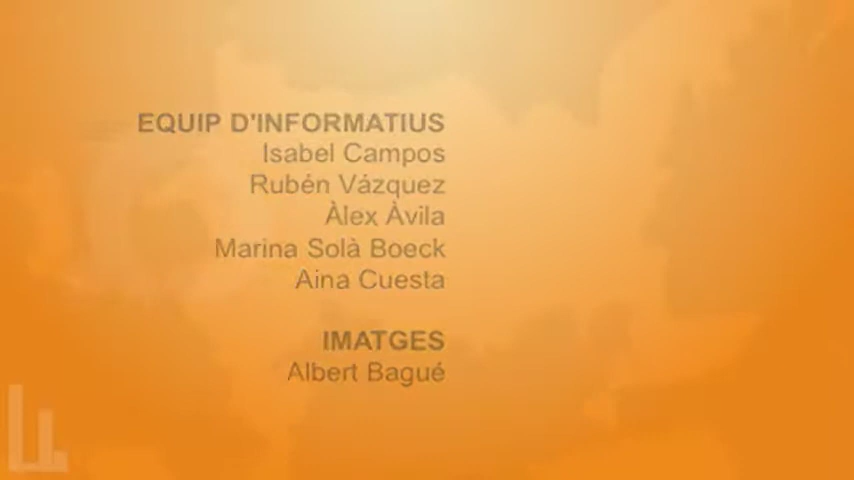 EQUIP D'INFORMATIUS
Isabel Campos
Rubén Vázquez
Àlex Àvila
Marina Solà Boeck
Aina Cuesta
IMATGES
Albert Bagué